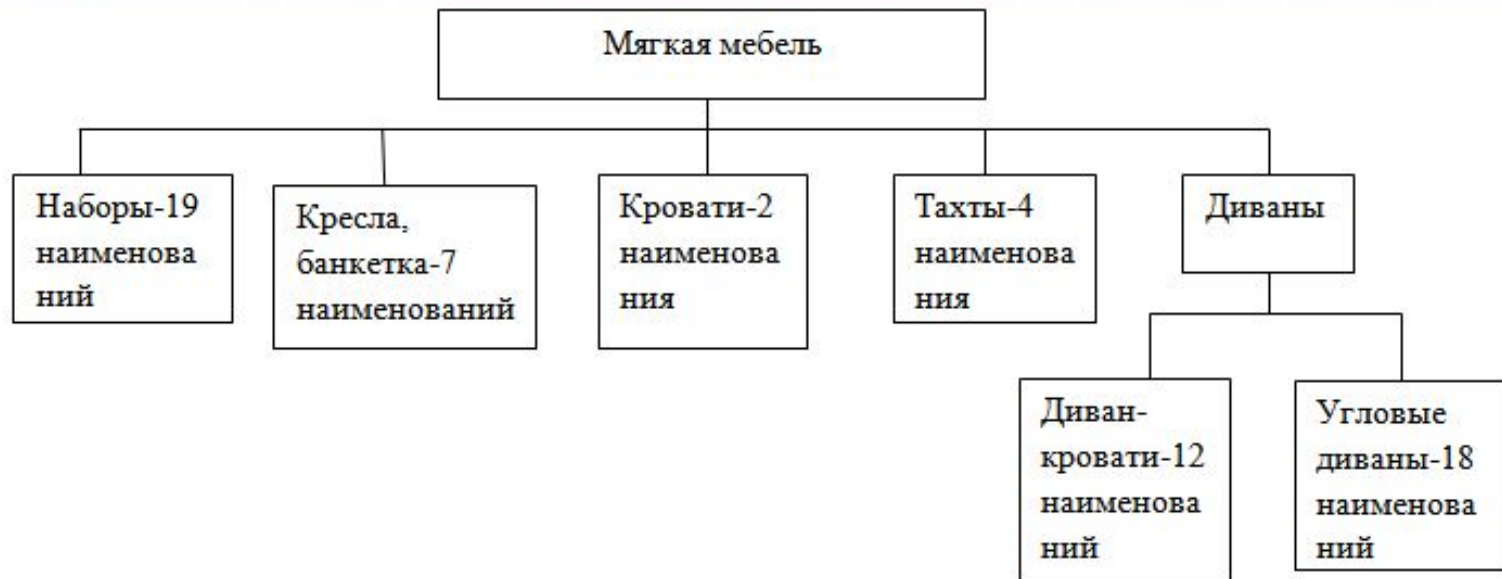 Мягкая мебель
Наборы-19
наименова
ний
Кресла,
банкетка-7
наименований
Кровати-2
наименова
ния
Тахты-4
наименова
ния
Диваны
Диван-
кровати-12
наименова
ний
Угловые
диваны-18
наименова
ний